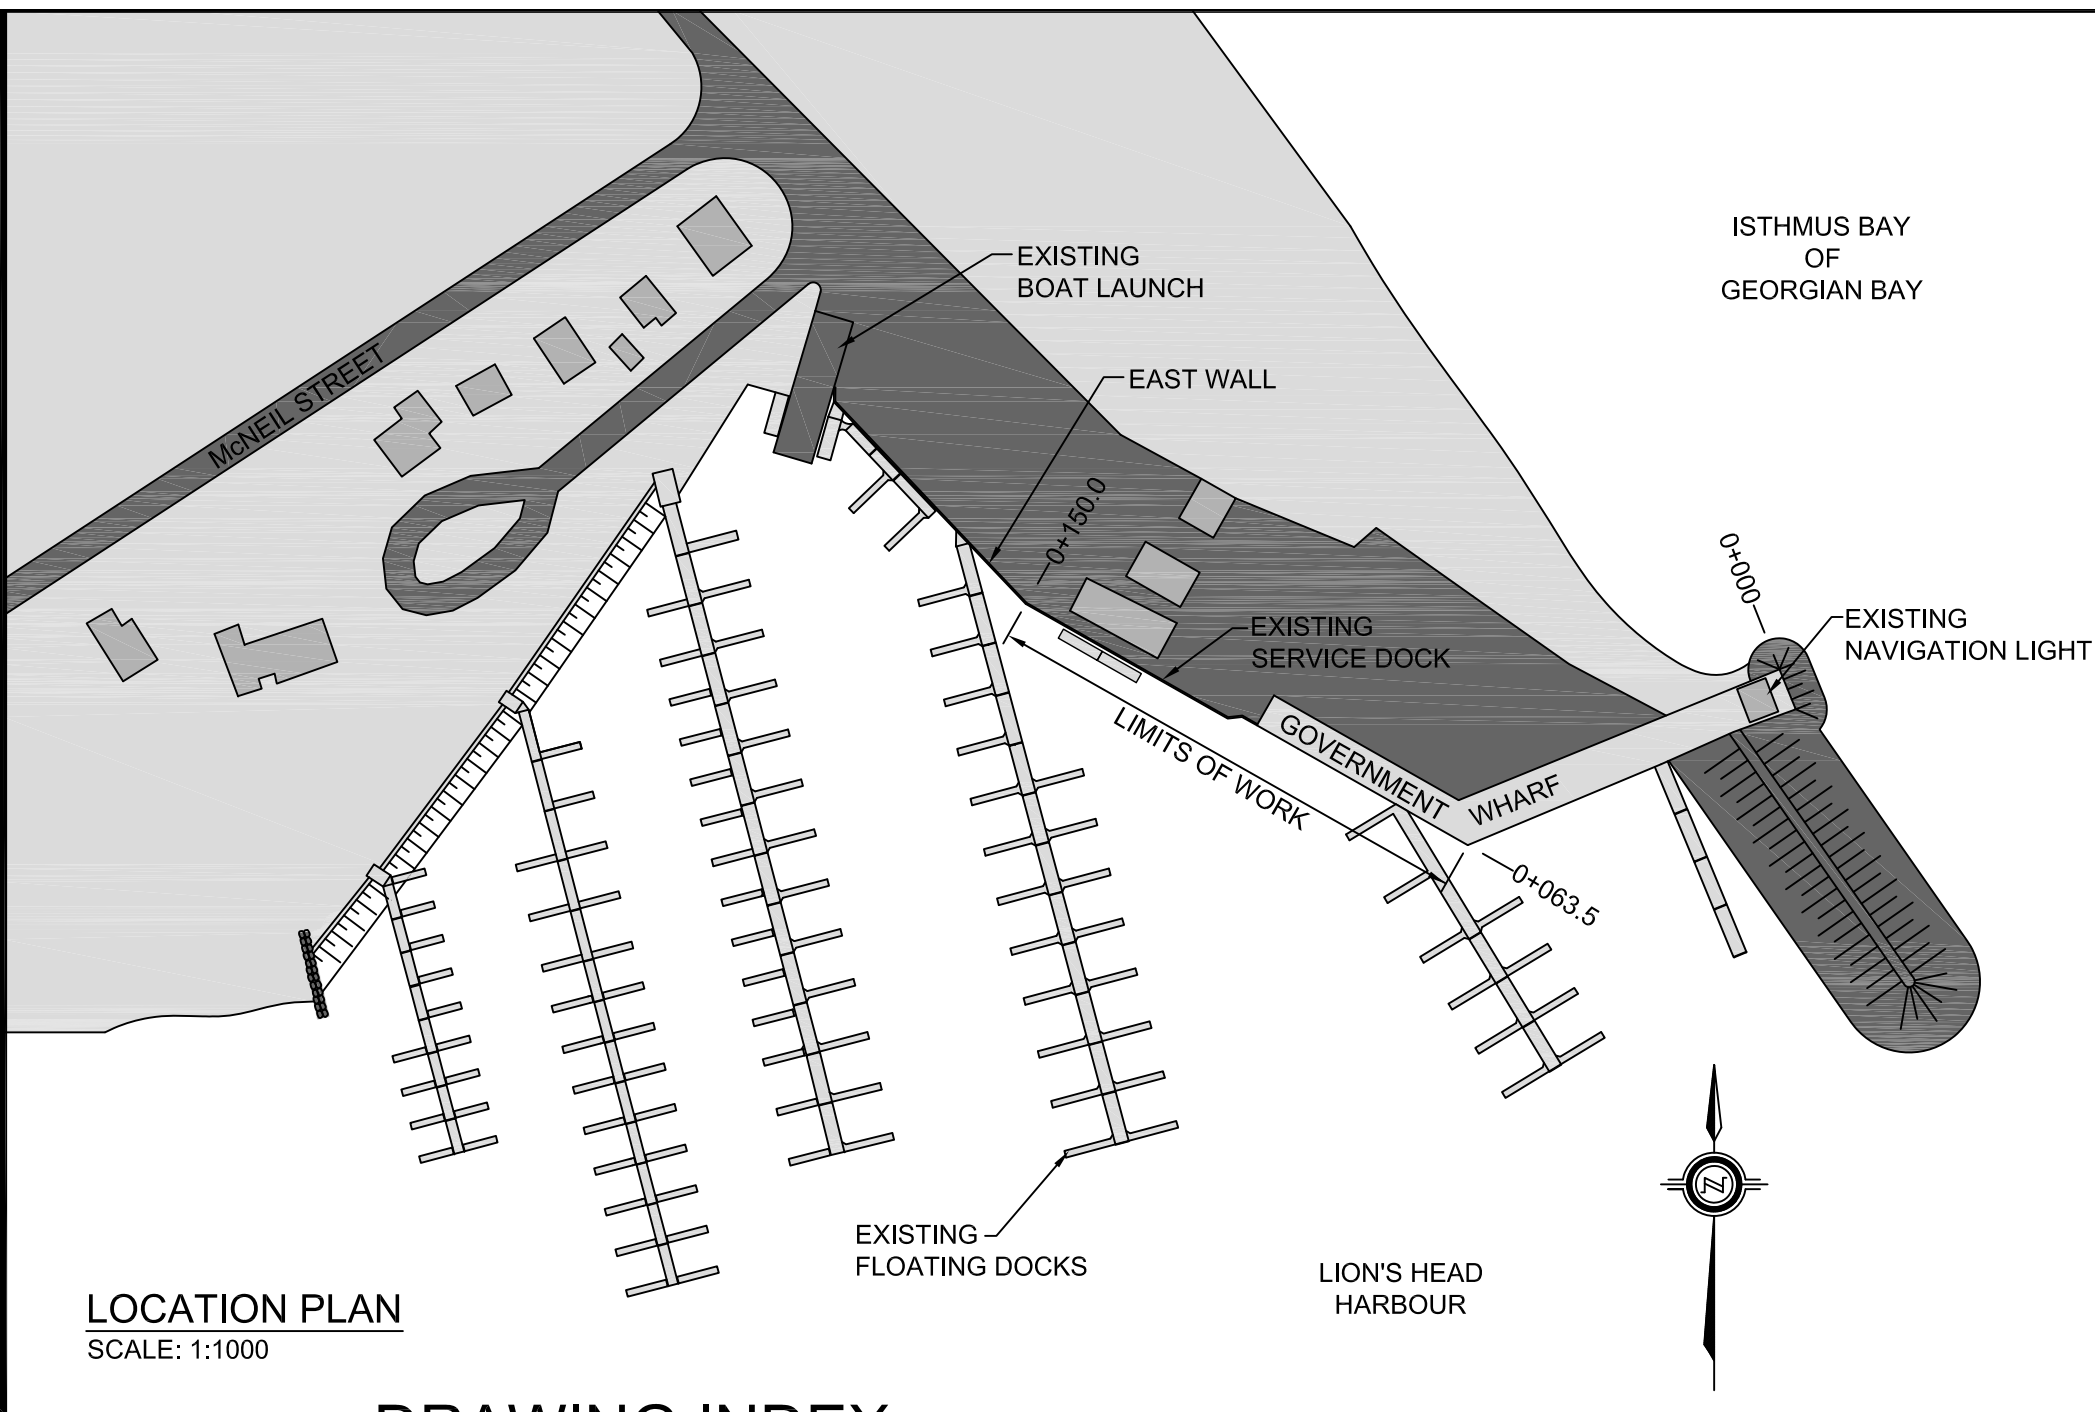 ISTHMUS BAY
OF
GEORGIAN BAY
EXISTING
BOAT LAUNCH
EAST WALL
McNEIL STREET
0+150.0
0+000
EXISTING
NAVIGATION LIGHT
EXISTING
SERVICE DOCK
GOVERNMENT
WHARF
LIMITS OF WORK
0+063.5
EXISTING
FLOATING DOCKS
LION'S HEAD
HARBOUR
N
LOCATION PLAN
SCALE: 1:1000
DRAWING INDEX